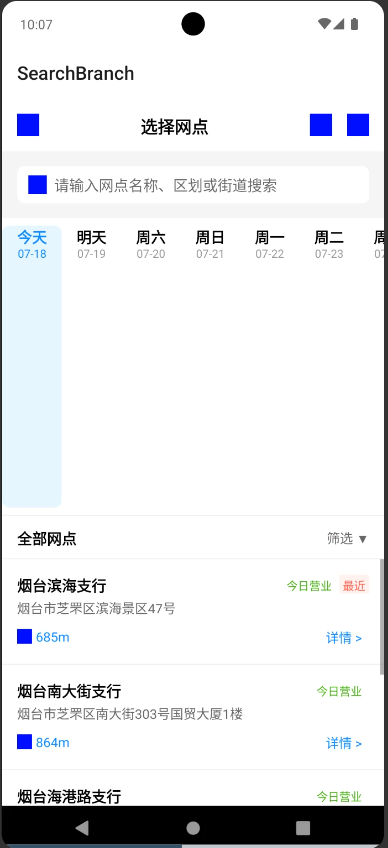 10:07
SearchBranch
选择网点
请输入网点名称、区划或街道搜索
今天 明天 周六 周日 周一 周二
07-18 07-19 07-20 07-21 07-22 07-23
全部网点 筛选 ▼
烟台滨海支行 今日营业 最近
烟台市芝罘区滨海景区47号
685m 详情 >
烟台南大街支行 今日营业
烟台市芝罘区南大街303号国贸大厦1楼
864m 详情 >
烟台海港路支行 今日营业